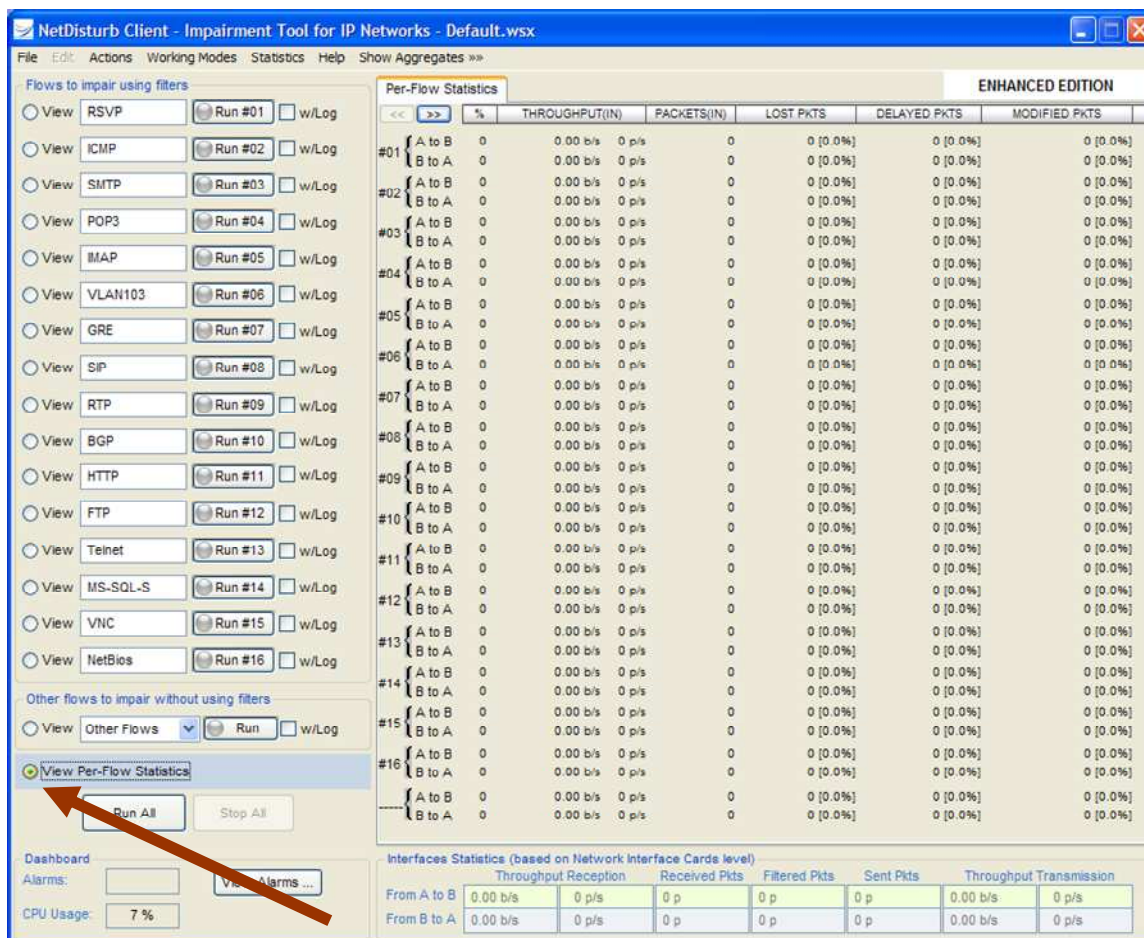 NetDisturb Client - Impairment Tool for IP Networks - Default.wsx
File Edit Actions Working Modes Statistics Help Show Aggregates »»
Flows to impair using filters
View RSVP Run #01 w/Log
View ICMP Run #02 w/Log
View SMTP Run #03 w/Log
View POP3 Run #04 w/Log
View IMAP Run #05 w/Log
View VLAN103 Run #06 w/Log
View GRE Run #07 w/Log
View SIP Run #08 w/Log
View RTP Run #09 w/Log
View BGP Run #10 w/Log
View HTTP Run #11 w/Log
View FTP Run #12 w/Log
View Telnet Run #13 w/Log
View MS-SQL-S Run #14 w/Log
View VNC Run #15 w/Log
View NetBios Run #16 w/Log
Other flows to impair without using filters
View Other Flows Run w/Log
View Per-Flow Statistics
Run All Stop All
Dashboard
Alarms: Alarms ...
CPU Usage: 7 %
Per-Flow Statistics ENHANCED EDITION
<< >> % THROUGHPUT(IN) PACKETS(IN) LOST PKTS DELAYED PKTS MODIFIED PKTS
#01 A to B 0 0.00 b/s 0 p/s 0 0 [0.0%] 0 [0.0%] 0 [0.0%]
B to A 0 0.00 b/s 0 p/s 0 0 [0.0%] 0 [0.0%] 0 [0.0%]
#02 A to B 0 0.00 b/s 0 p/s 0 0 [0.0%] 0 [0.0%] 0 [0.0%]
B to A 0 0.00 b/s 0 p/s 0 0 [0.0%] 0 [0.0%] 0 [0.0%]
#03 A to B 0 0.00 b/s 0 p/s 0 0 [0.0%] 0 [0.0%] 0 [0.0%]
B to A 0 0.00 b/s 0 p/s 0 0 [0.0%] 0 [0.0%] 0 [0.0%]
#04 A to B 0 0.00 b/s 0 p/s 0 0 [0.0%] 0 [0.0%] 0 [0.0%]
B to A 0 0.00 b/s 0 p/s 0 0 [0.0%] 0 [0.0%] 0 [0.0%]
#05 A to B 0 0.00 b/s 0 p/s 0 0 [0.0%] 0 [0.0%] 0 [0.0%]
B to A 0 0.00 b/s 0 p/s 0 0 [0.0%] 0 [0.0%] 0 [0.0%]
#06 A to B 0 0.00 b/s 0 p/s 0 0 [0.0%] 0 [0.0%] 0 [0.0%]
B to A 0 0.00 b/s 0 p/s 0 0 [0.0%] 0 [0.0%] 0 [0.0%]
#07 A to B 0 0.00 b/s 0 p/s 0 0 [0.0%] 0 [0.0%] 0 [0.0%]
B to A 0 0.00 b/s 0 p/s 0 0 [0.0%] 0 [0.0%] 0 [0.0%]
#08 A to B 0 0.00 b/s 0 p/s 0 0 [0.0%] 0 [0.0%] 0 [0.0%]
B to A 0 0.00 b/s 0 p/s 0 0 [0.0%] 0 [0.0%] 0 [0.0%]
#09 A to B 0 0.00 b/s 0 p/s 0 0 [0.0%] 0 [0.0%] 0 [0.0%]
B to A 0 0.00 b/s 0 p/s 0 0 [0.0%] 0 [0.0%] 0 [0.0%]
#10 A to B 0 0.00 b/s 0 p/s 0 0 [0.0%] 0 [0.0%] 0 [0.0%]
B to A 0 0.00 b/s 0 p/s 0 0 [0.0%] 0 [0.0%] 0 [0.0%]
#11 A to B 0 0.00 b/s 0 p/s 0 0 [0.0%] 0 [0.0%] 0 [0.0%]
B to A 0 0.00 b/s 0 p/s 0 0 [0.0%] 0 [0.0%] 0 [0.0%]
#12 A to B 0 0.00 b/s 0 p/s 0 0 [0.0%] 0 [0.0%] 0 [0.0%]
B to A 0 0.00 b/s 0 p/s 0 0 [0.0%] 0 [0.0%] 0 [0.0%]
#13 A to B 0 0.00 b/s 0 p/s 0 0 [0.0%] 0 [0.0%] 0 [0.0%]
B to A 0 0.00 b/s 0 p/s 0 0 [0.0%] 0 [0.0%] 0 [0.0%]
#14 A to B 0 0.00 b/s 0 p/s 0 0 [0.0%] 0 [0.0%] 0 [0.0%]
B to A 0 0.00 b/s 0 p/s 0 0 [0.0%] 0 [0.0%] 0 [0.0%]
#15 A to B 0 0.00 b/s 0 p/s 0 0 [0.0%] 0 [0.0%] 0 [0.0%]
B to A 0 0.00 b/s 0 p/s 0 0 [0.0%] 0 [0.0%] 0 [0.0%]
#16 A to B 0 0.00 b/s 0 p/s 0 0 [0.0%] 0 [0.0%] 0 [0.0%]
B to A 0 0.00 b/s 0 p/s 0 0 [0.0%] 0 [0.0%] 0 [0.0%]
----- A to B 0 0.00 b/s 0 p/s 0 0 [0.0%] 0 [0.0%] 0 [0.0%]
B to A 0 0.00 b/s 0 p/s 0 0 [0.0%] 0 [0.0%] 0 [0.0%]
Interfaces Statistics (based on Network Interface Cards level)
Throughput Reception Received Pkts Filtered Pkts Sent Pkts Throughput Transmission
From A to B 0.00 b/s 0 p/s 0 p 0 p 0 p 0.00 b/s 0 p/s
From B to A 0.00 b/s 0 p/s 0 p 0 p 0 p 0.00 b/s 0 p/s